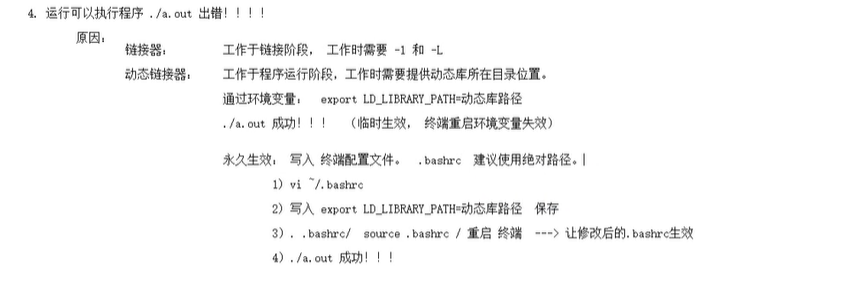 4. 运行可以执行程序 ./a.out 出错！！！！
原因：
链接器： 工作于链接阶段， 工作时需要 -l 和 -L
动态链接器： 工作于程序运行阶段，工作时需要提供动态库所在目录位置。
通过环境变量： export LD_LIBRARY_PATH=动态库路径
./a.out 成功！！！ （临时生效， 终端重启环境变量失效）
永久生效： 写入 终端配置文件。 .bashrc 建议使用绝对路径。
1）vi ~/.bashrc
2）写入 export LD_LIBRARY_PATH=动态库路径 保存
3）. .bashrc/ source .bashrc / 重启 终端 ---> 让修改后的.bashrc生效
4）./a.out 成功！！！